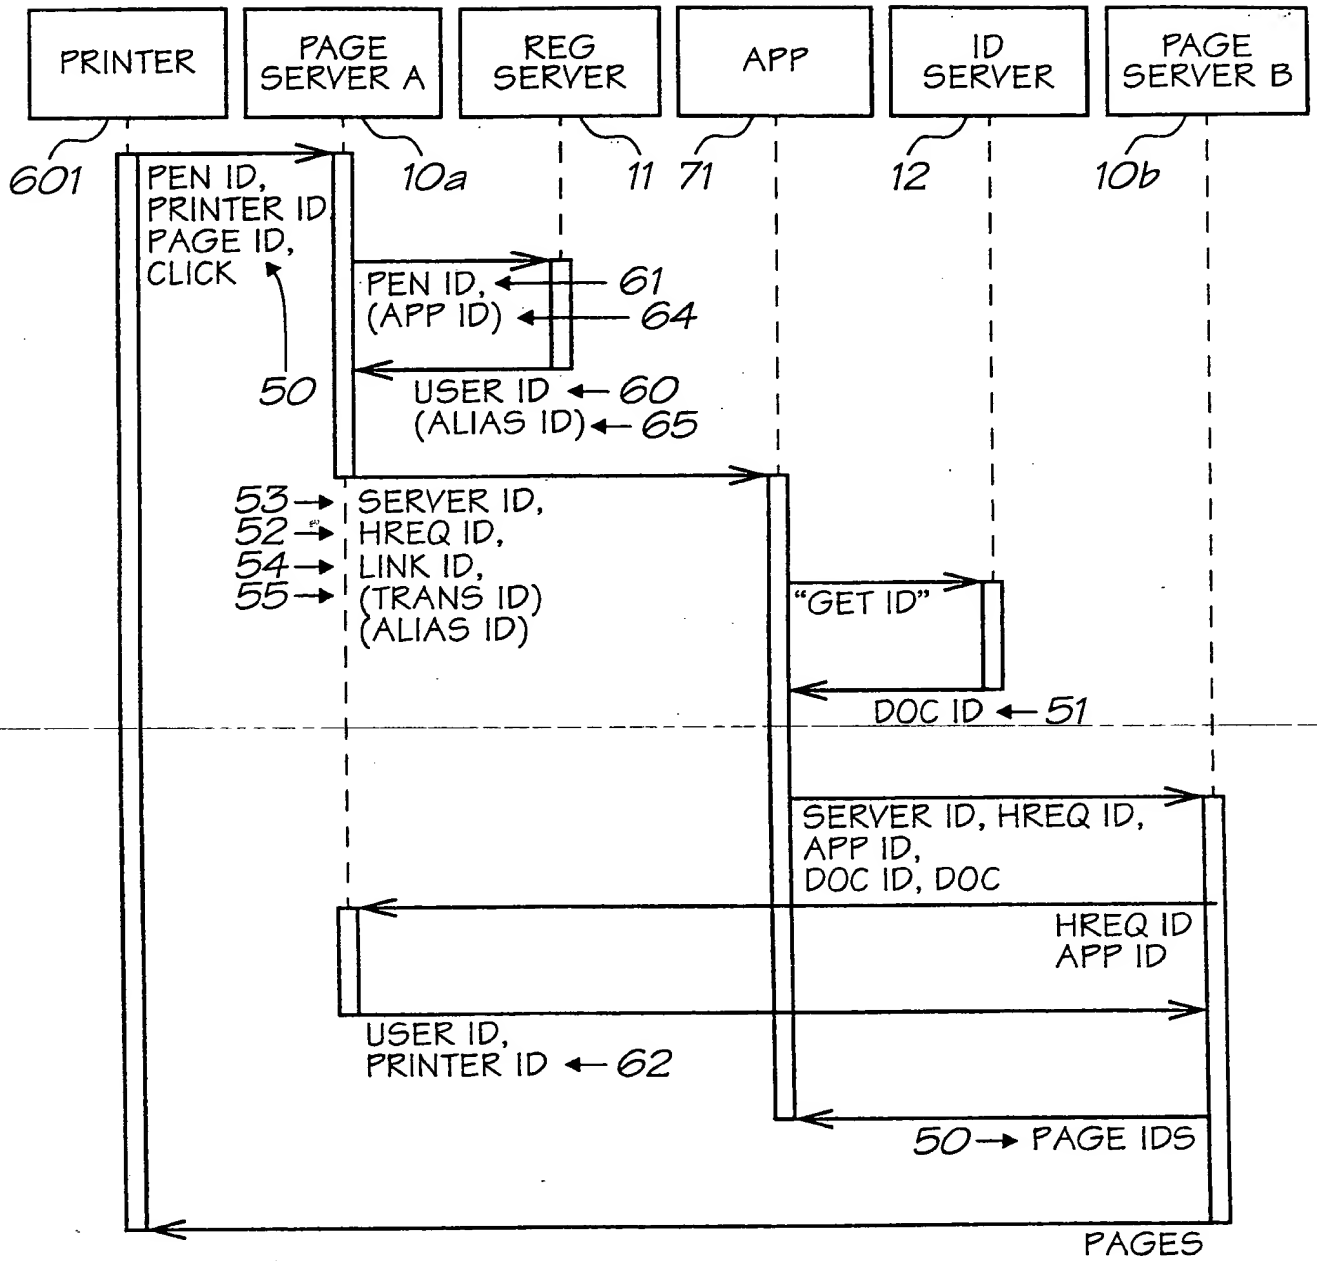 PRINTER
PAGE
SERVER A
REG
SERVER
APP
ID
SERVER
PAGE
SERVER B
601
10a
11
71
12
10b
PEN ID,
PRINTER ID
PAGE ID,
CLICK
50
PEN ID,
61
(APP ID)
64
USER ID
60
(ALIAS ID)
65
53
SERVER ID,
52
HREQ ID,
54
LINK ID,
55
(TRANS ID)
(ALIAS ID)
“GET ID”
DOC ID
51
SERVER ID, HREQ ID,
APP ID,
DOC ID, DOC
HREQ ID
APP ID
USER ID,
PRINTER ID
62
50
PAGE IDS
PAGES